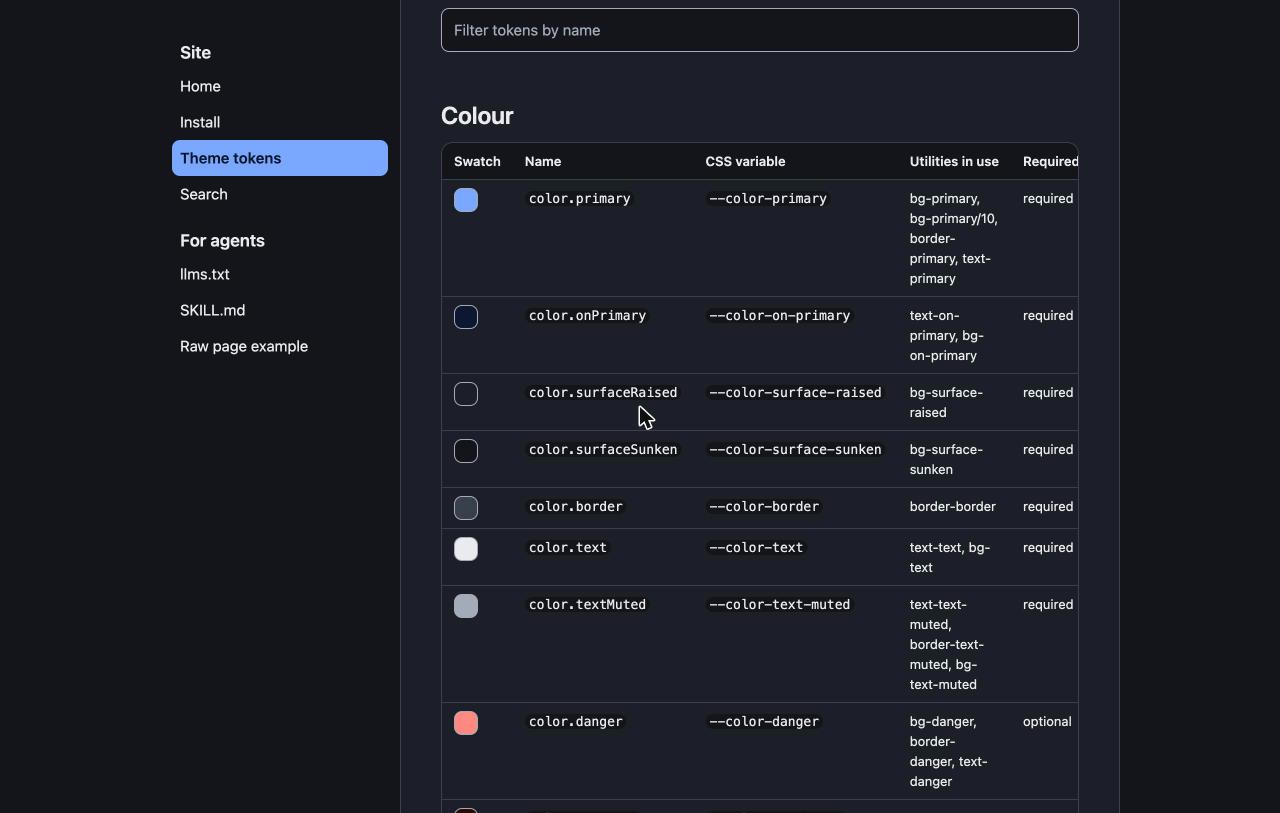 Filter tokens by name
Site
Home
Install
Theme tokens
Search
For agents
llms.txt
SKILL.md
Raw page example
Colour
Swatch Name CSS variable Utilities in use Required
color.primary --color-primary bg-primary, required
bg-primary/10,
border-
primary, text-
primary
color.onPrimary --color-on-primary text-on- required
primary, bg-
on-primary
color.surfaceRaised --color-surface-raised bg-surface- required
raised
color.surfaceSunken --color-surface-sunken bg-surface- required
sunken
color.border --color-border border-border required
color.text --color-text text-text, bg- required
text
color.textMuted --color-text-muted text-text- required
muted,
border-text-
muted, bg-
text-muted
color.danger --color-danger bg-danger, optional
border-
danger, text-
danger